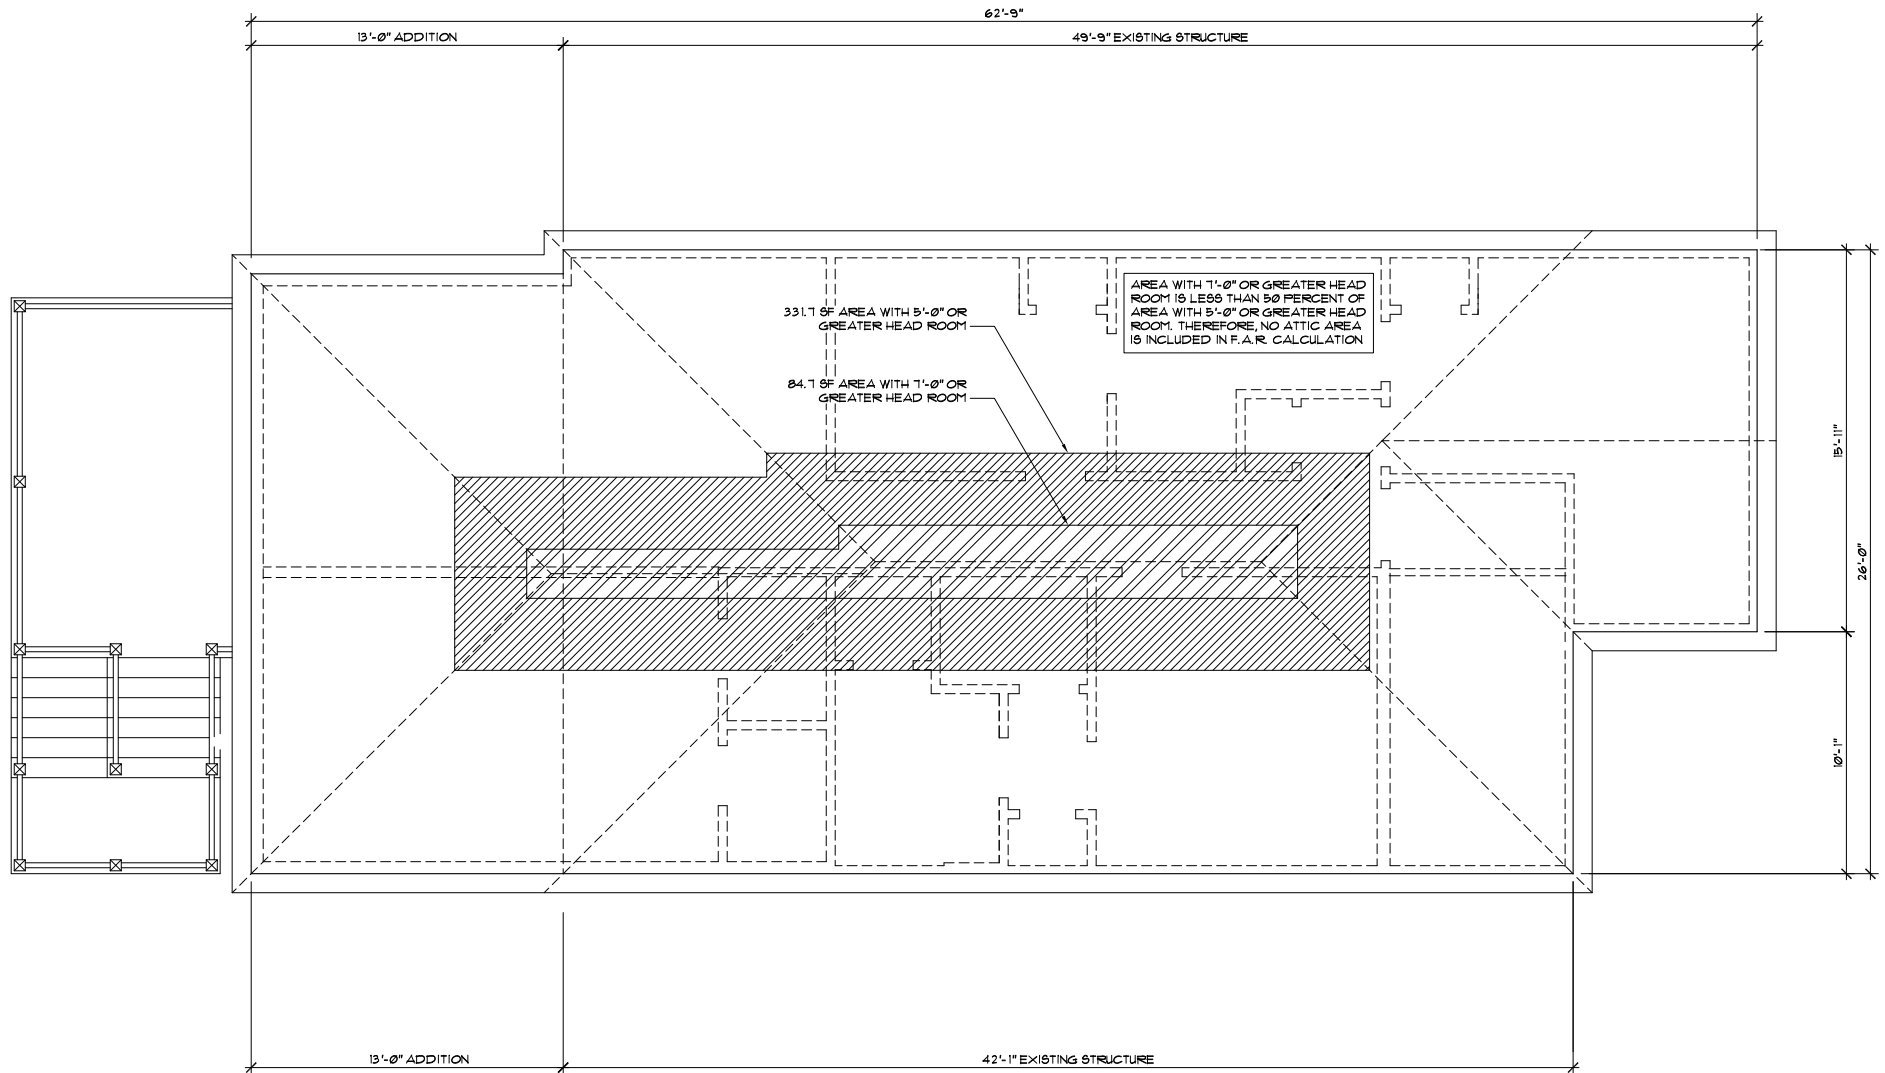 62'-9"
13'-0" ADDITION
49'-9" EXISTING STRUCTURE
AREA WITH 7'-0" OR GREATER HEAD
ROOM IS LESS THAN 50 PERCENT OF
AREA WITH 5'-0" OR GREATER HEAD
ROOM. THEREFORE, NO ATTIC AREA
IS INCLUDED IN F.A.R. CALCULATION
331.7 SF AREA WITH 5'-0" OR
GREATER HEAD ROOM
84.7 SF AREA WITH 7'-0" OR
GREATER HEAD ROOM
15'-11"
26'-0"
10'-1"
13'-0" ADDITION
42'-1" EXISTING STRUCTURE